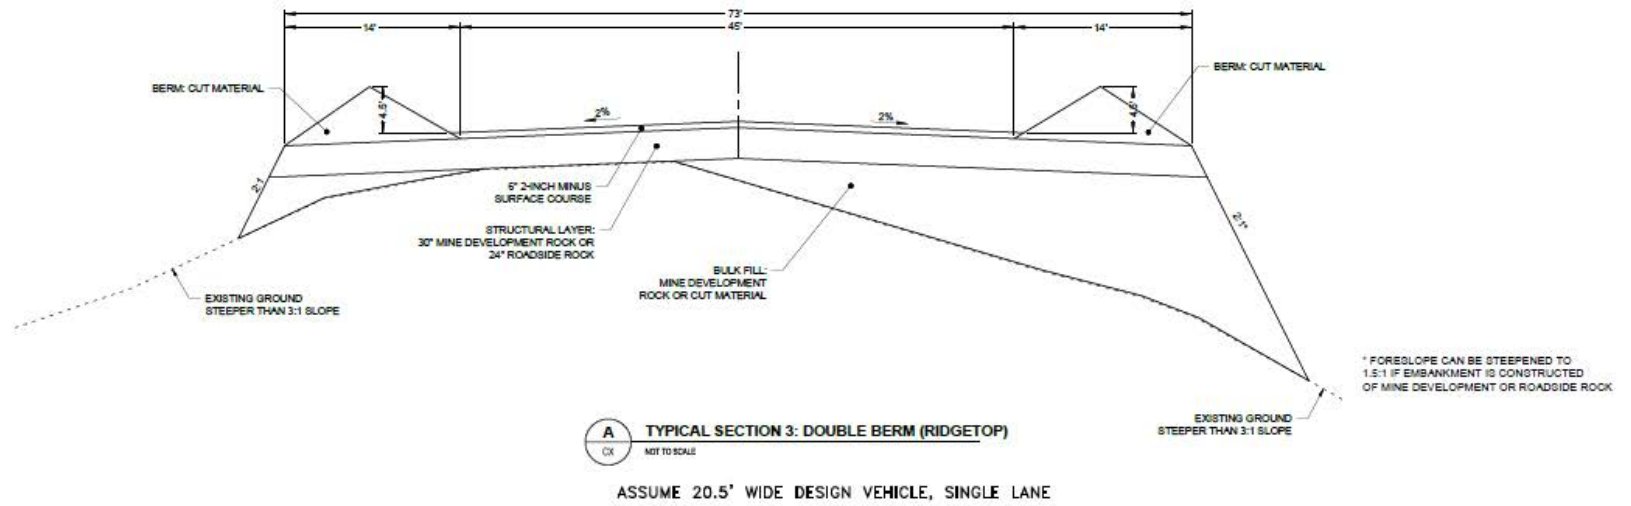 73'
14'
45'
14'
BERM: CUT MATERIAL
BERM: CUT MATERIAL
4.5'
2%
2%
4.5'
2:1
6" 2-INCH MINUS
SURFACE COURSE
STRUCTURAL LAYER:
30" MINE DEVELOPMENT ROCK OR
24" ROADSIDE ROCK
2:1*
BULK FILL:
MINE DEVELOPMENT
ROCK OR CUT MATERIAL
EXISTING GROUND
STEEPER THAN 3:1 SLOPE
* FORESLOPE CAN BE STEEPENED TO
1.5:1 IF EMBANKMENT IS CONSTRUCTED
OF MINE DEVELOPMENT OR ROADSIDE ROCK
EXISTING GROUND
STEEPER THAN 3:1 SLOPE
A
CX
TYPICAL SECTION 3: DOUBLE BERM (RIDGETOP)
NOT TO SCALE
ASSUME 20.5' WIDE DESIGN VEHICLE, SINGLE LANE